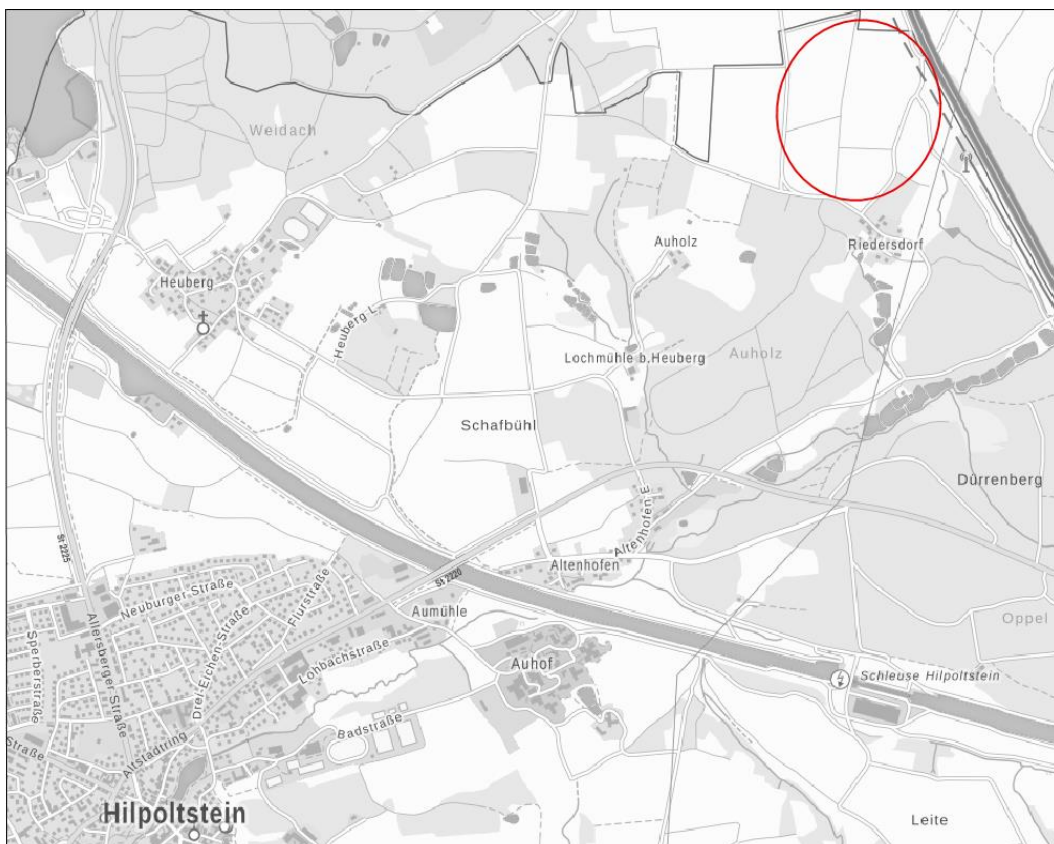 Weidach
Auholz
Riedersdorf
Heuberg
Heuberg L.
Lochmühle b.Heuberg
Auholz
Schafbühl
Dürrenberg
Altenhofen E
St 2225
St 2220
Altenhofen
Neuburger-Straße
Flurstraße
Aumühle
Oppel
Sperberstraße
Allersberger-Straße
Drei-Eichen-Straße
Lohbachstraße
Auhof
Schleuse Hilpoltstein
Badstraße
Straße
Altstadtring
Hilpoltstein
Leite